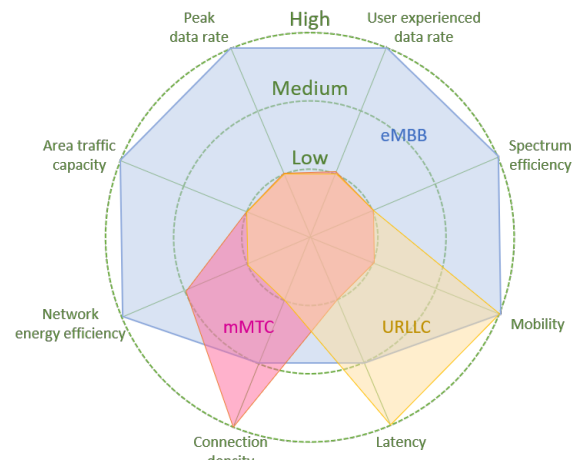 Peak
data rate
High
User experienced
data rate
Medium
eMBB
Area traffic
capacity
Low
Spectrum
efficiency
Network
energy efficiency
mMTC
URLLC
Mobility
Connection
density
Latency